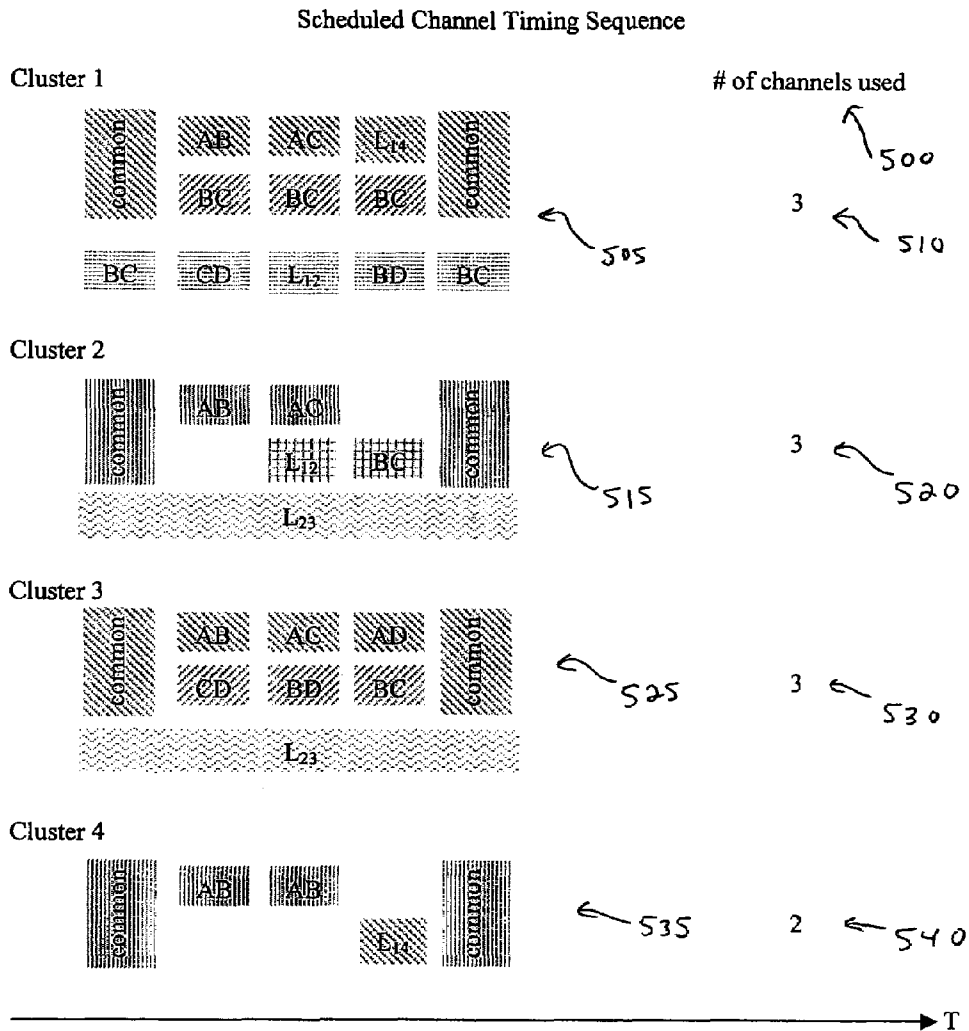 Scheduled Channel Timing Sequence
Cluster 1
# of channels used
500
common AB AC L14 common
BC BC BC
3
505
510
BC CD L12 BD BC
Cluster 2
common AB AC common
L12 BC
3
515
520
L23
Cluster 3
common AB AC AD common
CD BD BC
525
3
530
L23
Cluster 4
common AB AB common
L14
535
2
540
T